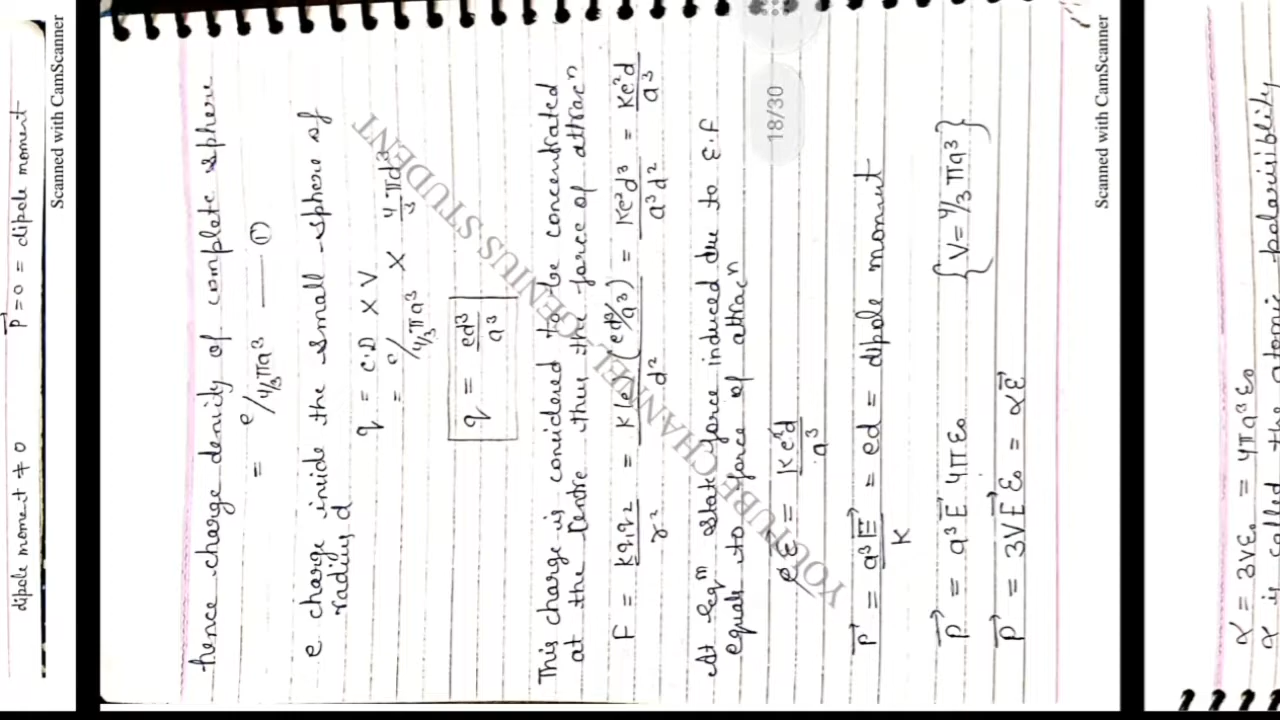 dipole moment ≠ 0 P⃗ = 0 = dipole moment
Scanned with CamScanner
hence charge density of complete sphere
= e/4/3 πa³ —— ①
e charge inside the small sphere of
radius d
q = C.D × V
= e/4/3 πa³ × 4/3 πd³
q = ed³/a³
This charge is considered to be concentrated
at the Centre thus the force of attracⁿ
F = Kq₁q₂/r² = K(e)(ed³/a³)/d² = Ke²d³/a³d² = Ke²d/a³
At eqᵐ state force induced due to E.F
equals to force of attracⁿ
eE = Ke²d/a³
P⃗ = a³E⃗/K = ed = dipole moment
P⃗ = a³E⃗ 4πε₀ {V = 4/3 πa³}
P⃗ = 3VE⃗ε₀ = αE⃗
Scanned with CamScanner
α = 3Vε₀ = 4πa³ε₀
α is called the atomic polarizibility
YOUTUBE CHANNEL - GENIUS STUDENT
18/30